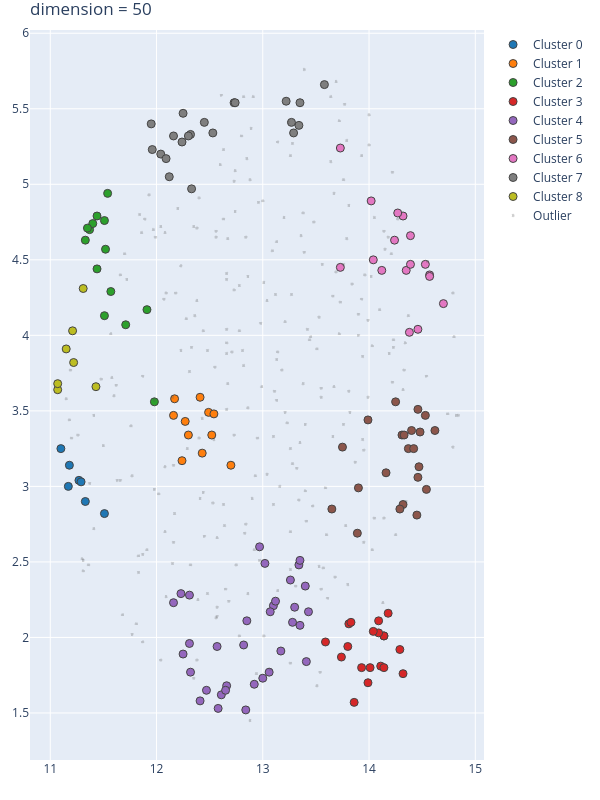 dimension = 50
6
5.5
5
4.5
4
3.5
3
2.5
2
1.5
11
12
13
14
15
Cluster 0
Cluster 1
Cluster 2
Cluster 3
Cluster 4
Cluster 5
Cluster 6
Cluster 7
Cluster 8
Outlier